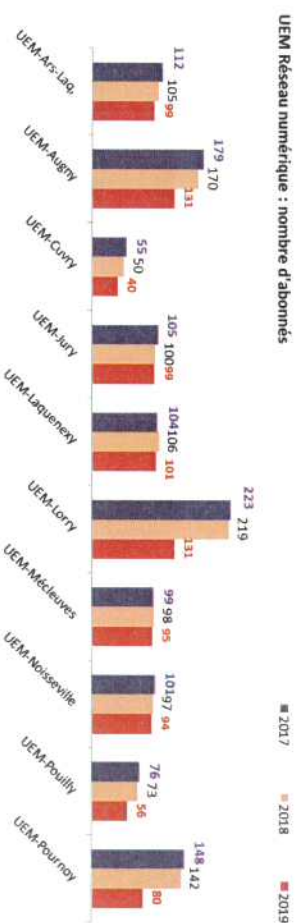 UEM Réseau numérique : nombre d'abonnés
2017 2018 2019
112 105 99
179 170 131
55 50 40
105 100 99
104 106 101
223 219 131
99 98 95
101 97 94
76 73 56
148 142 80
UEM-Ars-Laq.
UEM-Augny
UEM-Cuvry
UEM-Jury
UEM-Laquenexy
UEM-Lorry
UEM-Mécleuves
UEM-Noisseville
UEM-Pouilly
UEM-Pournoy